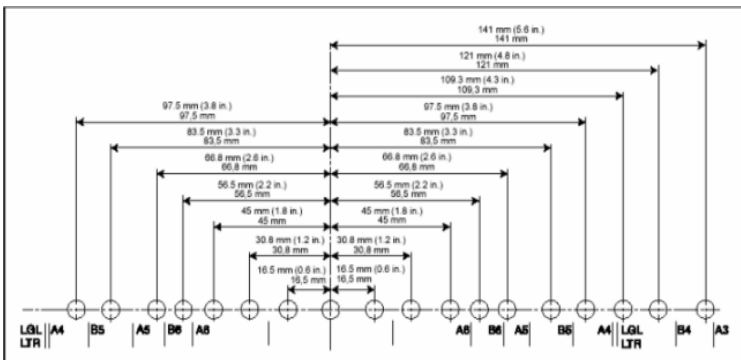 141 mm (5.6 in.)
141 mm
121 mm (4.8 in.)
121 mm
109.3 mm (4.3 in.)
109,3 mm
97.5 mm (3.8 in.)
97,5 mm
97.5 mm (3.8 in.)
97,5 mm
83.5 mm (3.3 in.)
83,5 mm
83.5 mm (3.3 in.)
83,5 mm
66.8 mm (2.6 in.)
66,8 mm
66.8 mm (2.6 in.)
66,8 mm
56.5 mm (2.2 in.)
56,5 mm
56.5 mm (2.2 in.)
56,5 mm
45 mm (1.8 in.)
45 mm
45 mm (1.8 in.)
45 mm
30.8 mm (1.2 in.)
30,8 mm
30.8 mm (1.2 in.)
30,8 mm
16.5 mm (0.6 in.)
16,5 mm
16.5 mm (0.6 in.)
16,5 mm
LGL A4 B5 A5 B6 A6 A6 B6 A5 B5 A4 LGL B4 A3
LTR LTR